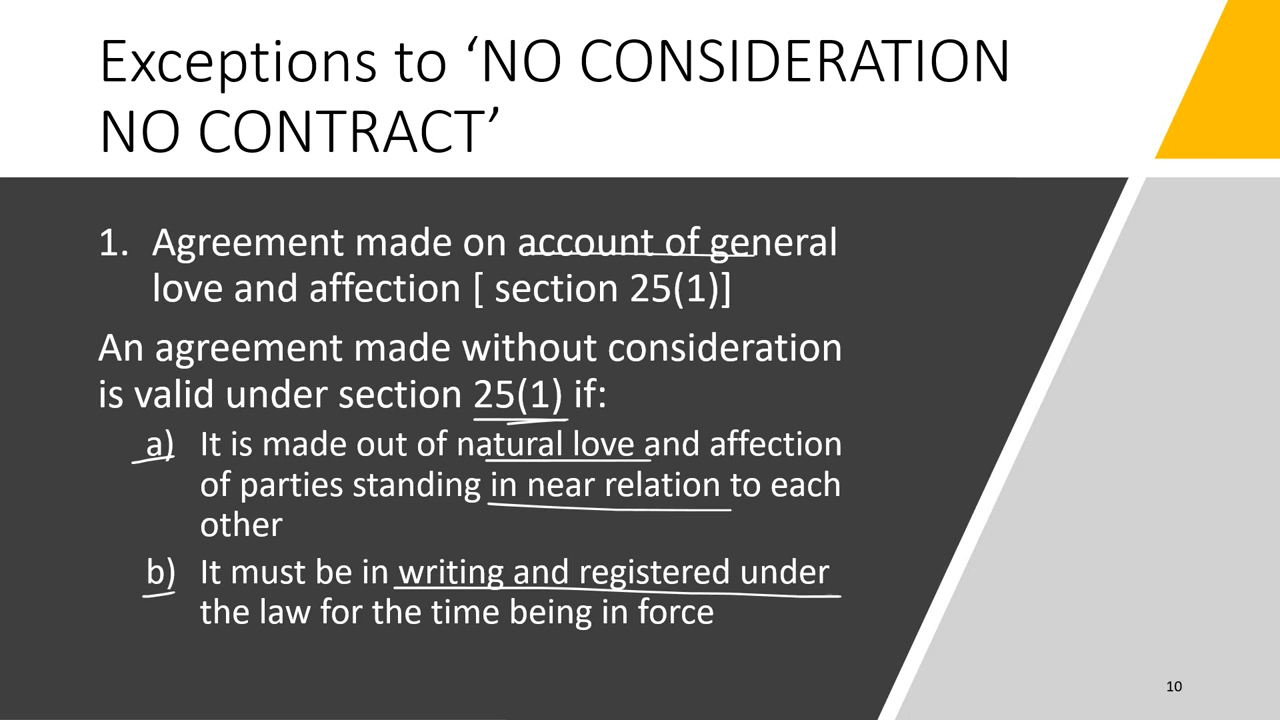 Exceptions to ‘NO CONSIDERATION
NO CONTRACT’
1. Agreement made on account of general
love and affection [ section 25(1)]
An agreement made without consideration
is valid under section 25(1) if:
a) It is made out of natural love and affection
of parties standing in near relation to each
other
b) It must be in writing and registered under
the law for the time being in force
10